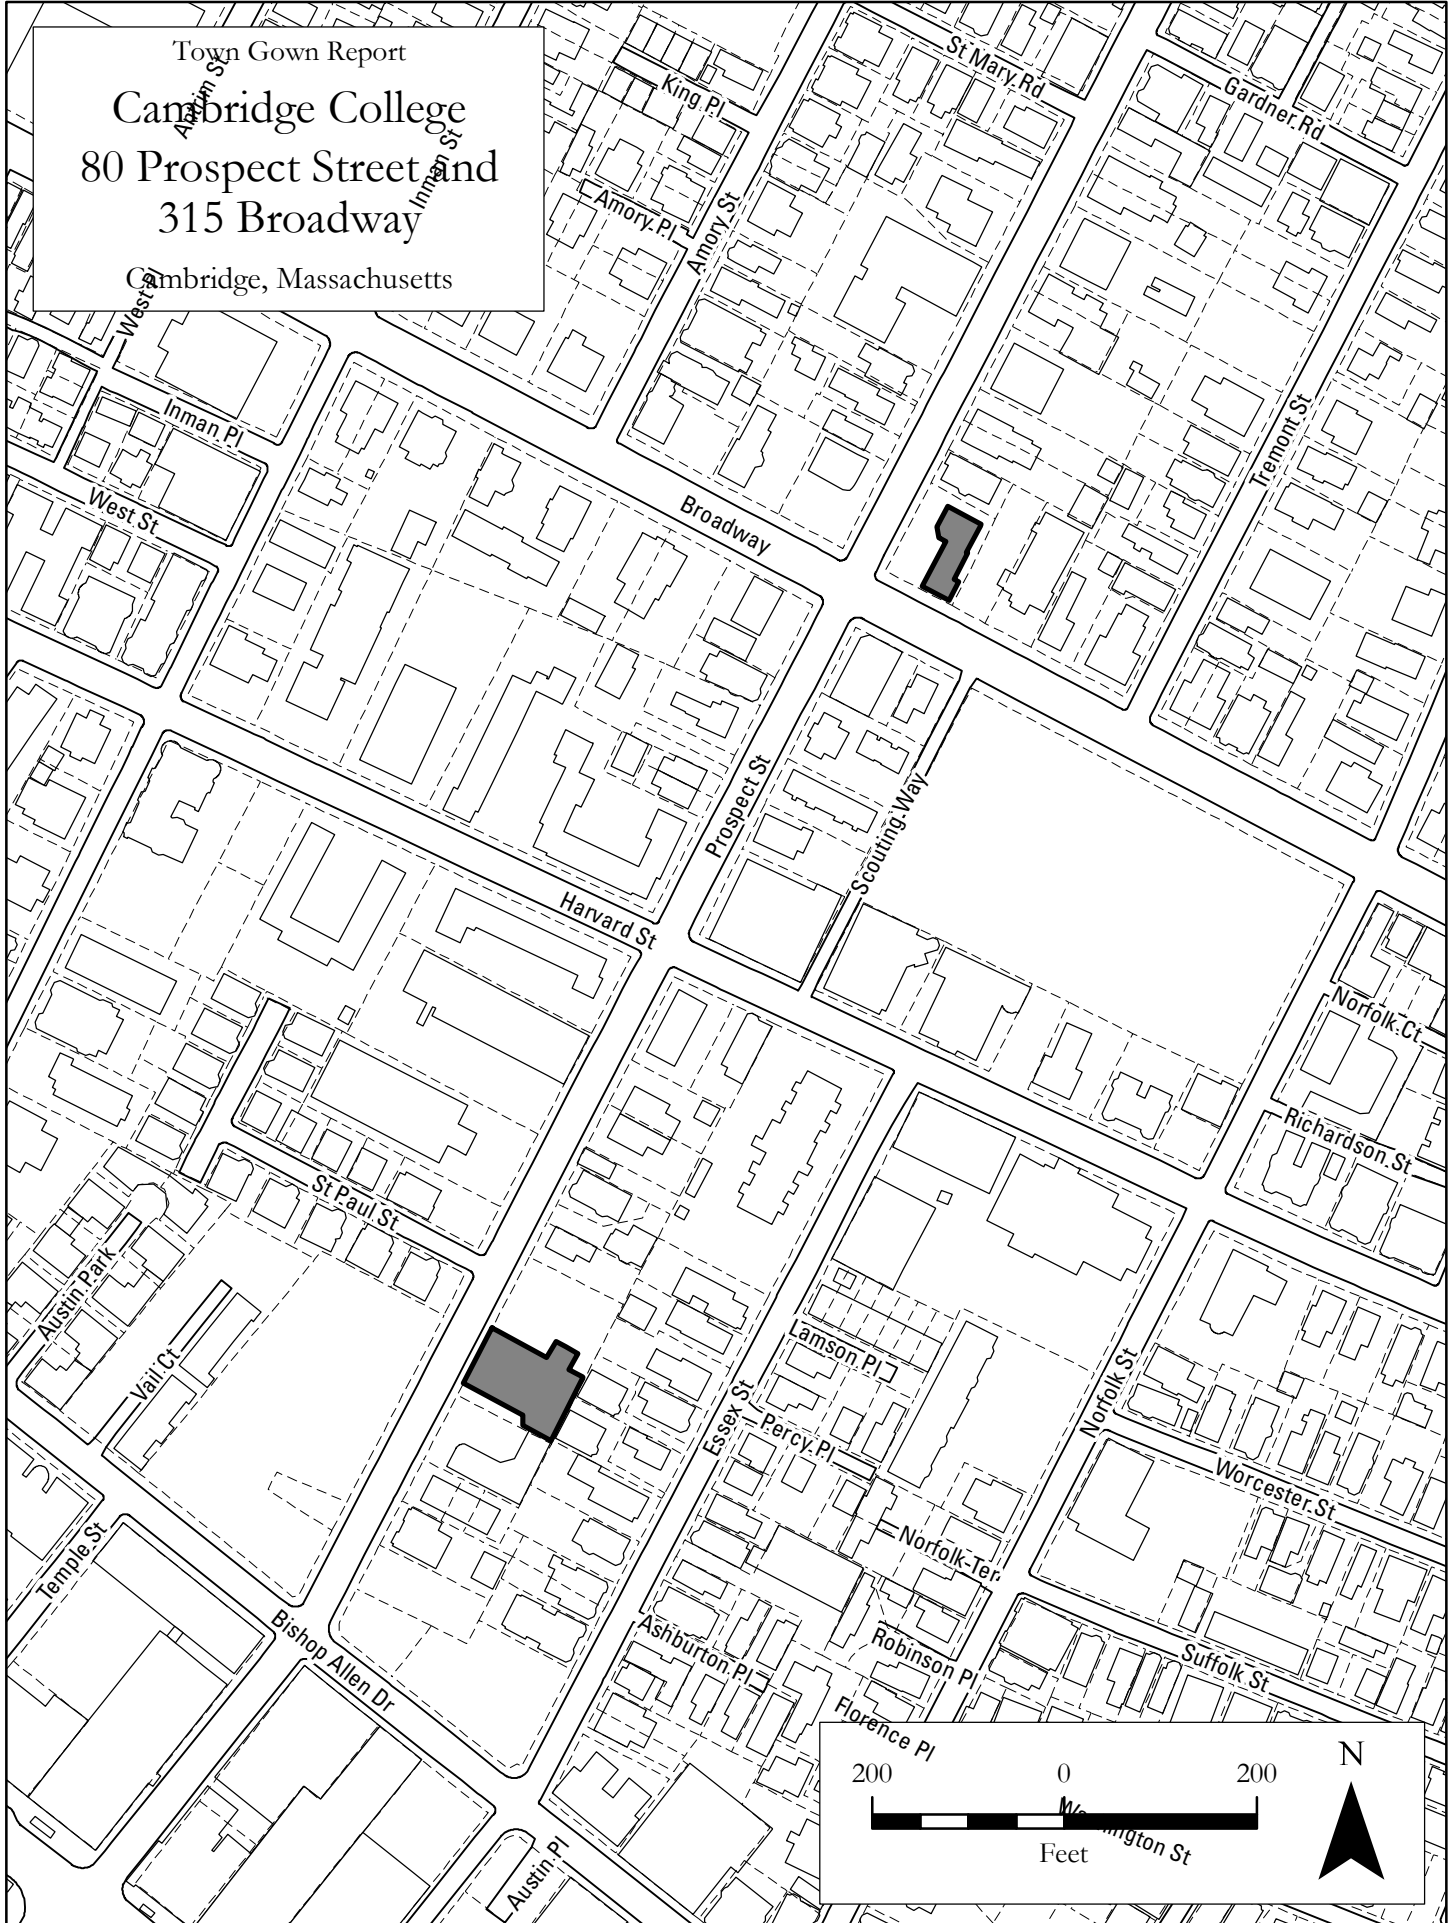 Town Gown Report
Cambridge College
80 Prospect Street and
315 Broadway
Cambridge, Massachusetts
Antrim St
Inman St
West Pl
King Pl
St Mary Rd
Gardner Rd
Amory Pl
Amory St
Inman Pl
West St
Tremont St
Broadway
Prospect St
Scouting Way
Harvard St
Norfolk Ct
Richardson St
St Paul St
Austin Park
Vail Ct
Lamson Pl
Essex St
Percy Pl
Norfolk St
Worcester St
Norfolk Ter
Temple St
Bishop Allen Dr
Ashburton Pl
Robinson Pl
Suffolk St
Florence Pl
Austin Pl
200 0 200
Feet
N